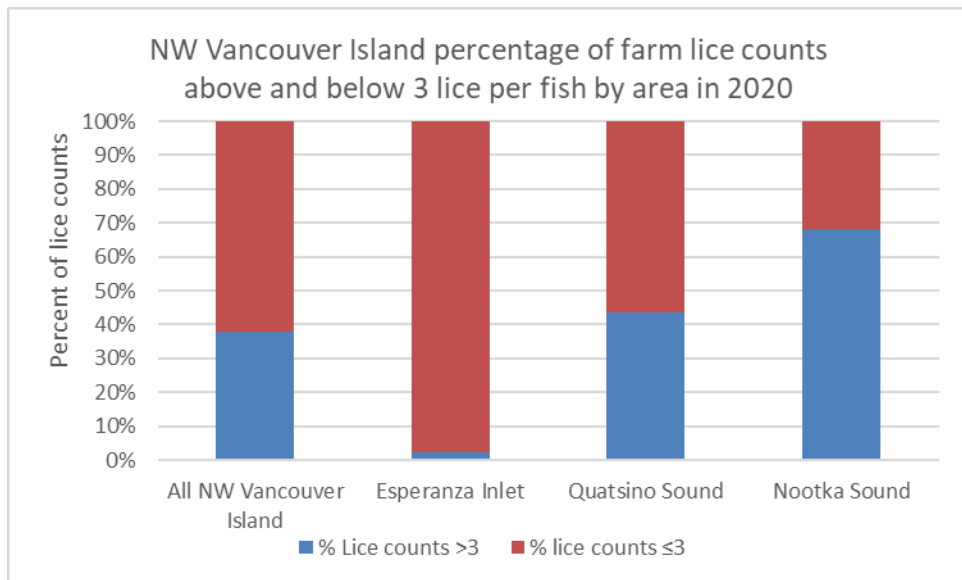 NW Vancouver Island percentage of farm lice counts
above and below 3 lice per fish by area in 2020
Percent of lice counts
100%
90%
80%
70%
60%
50%
40%
30%
20%
10%
0%
All NW Vancouver
Island
Esperanza Inlet
Quatsino Sound
Nootka Sound
% Lice counts >3
% lice counts ≤3